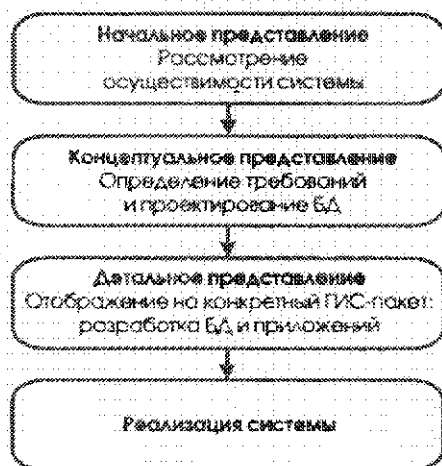 Начальное представление
Рассмотрение
осуществимости системы
Концептуальное представление
Определение требований
и проектирование БД
Детальное представление
Отображение на конкретный ГИС-пакет:
разработка БД и приложений
Реализация системы